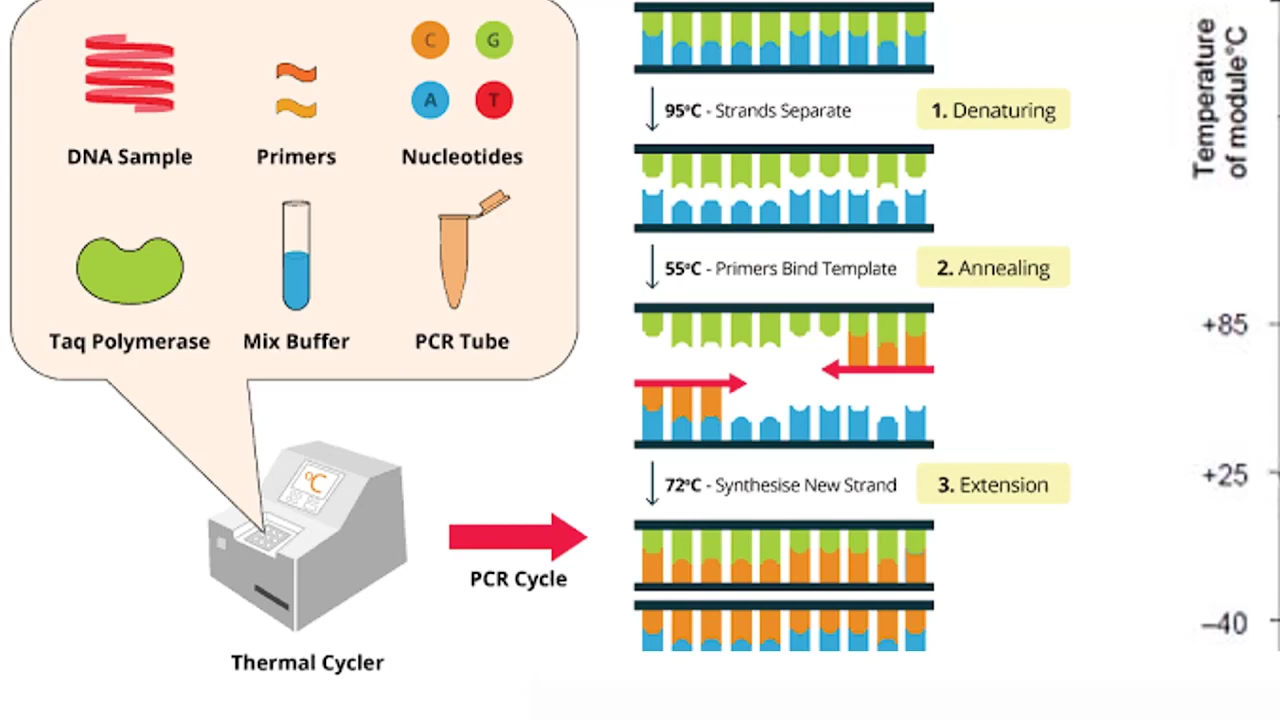 C G
A T
DNA Sample Primers Nucleotides
Taq Polymerase Mix Buffer PCR Tube
°C
PCR Cycle
Thermal Cycler
95°C - Strands Separate 1. Denaturing
55°C - Primers Bind Template 2. Annealing
72°C - Synthesise New Strand 3. Extension
Temperature
of module°C
+85
+25
–40